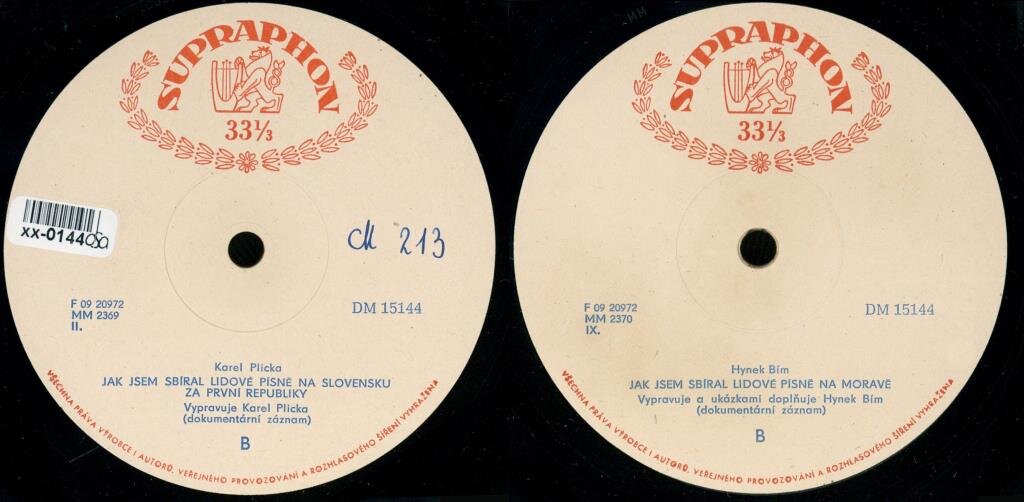 SUPRAPHON
33⅓
xx-0144
čk 213
F 09 20972
MM 2369
II.
DM 15144
Karel Plicka
JAK JSEM SBÍRAL LIDOVÉ PÍSNĚ NA SLOVENSKU
ZA PRVNÍ REPUBLIKY
Vypravuje Karel Plicka
(dokumentární záznam)
B
VŠECHNA PRÁVA VÝROBCE I AUTORŮ, VEŘEJNÉHO PROVOZOVÁNÍ A ROZHLASOVÉHO ŠÍŘENÍ VYHRAŽENA
SUPRAPHON
33⅓
F 09 20972
MM 2370
IX.
DM 15144
Hynek Bím
JAK JSEM SBÍRAL LIDOVÉ PÍSNĚ NA MORAVĚ
Vypravuje a ukázkami doplňuje Hynek Bím
(dokumentární záznam)
B
VŠECHNA PRÁVA VÝROBCE I AUTORŮ, VEŘEJNÉHO PROVOZOVÁNÍ A ROZHLASOVÉHO ŠÍŘENÍ VYHRAŽENA